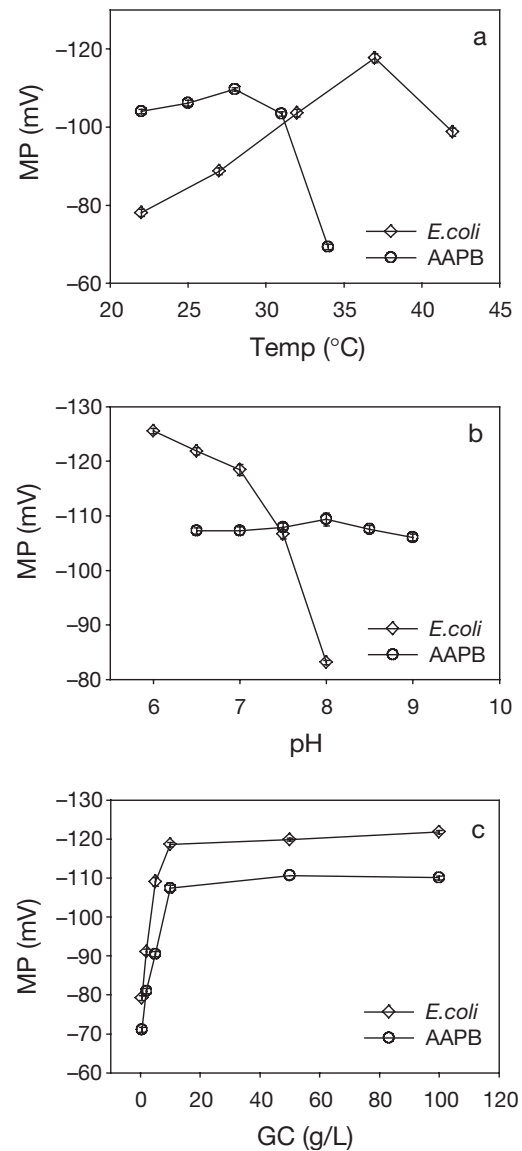 a
MP (mV)
–120
–100
–80
–60
20 25 30 35 40 45
Temp (°C)
E.coli
AAPB
b
MP (mV)
–130
–120
–110
–100
–90
–80
6 7 8 9 10
pH
E.coli
AAPB
c
MP (mV)
–130
–120
–110
–100
–90
–80
–70
–60
0 20 40 60 80 100 120
GC (g/L)
E.coli
AAPB